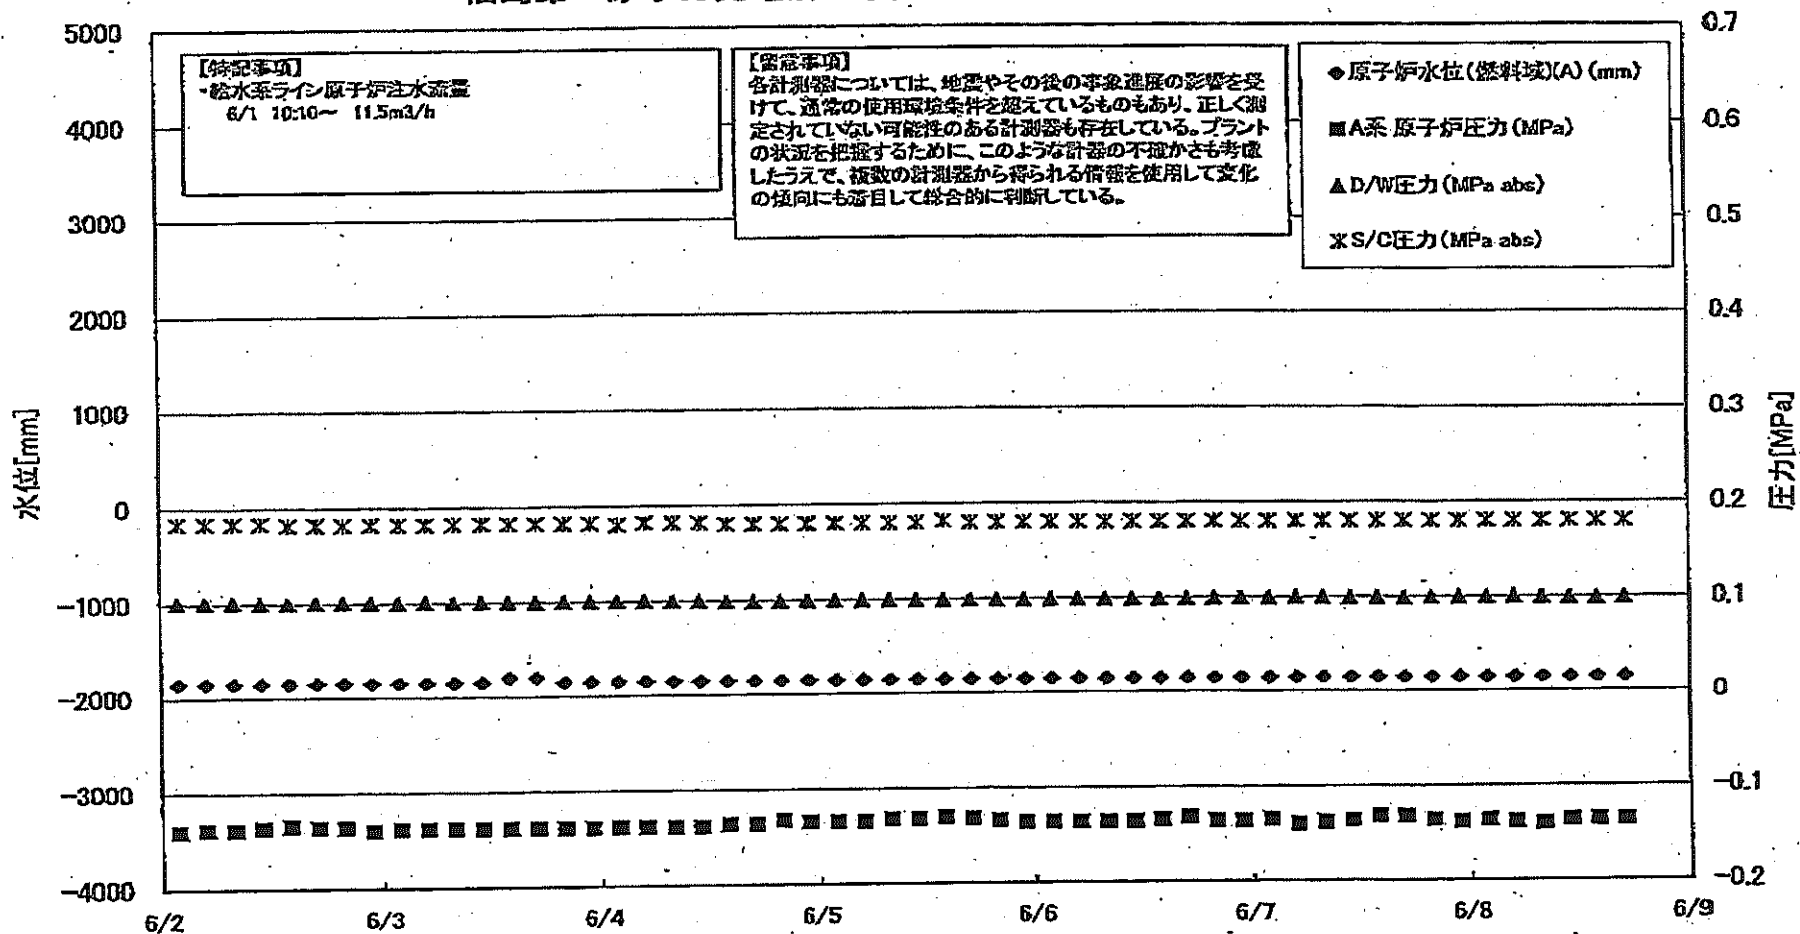 5000
4000
3000
2000
1000
0
-1000
-2000
-3000
-4000
水位[mm]
【特記事項】
・給水系ライン原子炉注水流量
6/1 10:10～ 11.5m3/h
【留意事項】
各計測器については、地震やその後の事象進展の影響を受
けて、通常の使用環境条件を超えているものもあり、正しく測
定されていない可能性のある計測器も存在している。プラント
の状況を把握するために、このような計器の不確かさも考慮
したうえで、複数の計測器から得られる情報を使用して変化
の傾向にも着目して総合的に判断している。
◆原子炉水位(燃料域)(A)(mm)
■A系 原子炉圧力(MPa)
▲D/W圧力(MPa abs)
S/C圧力(MPa abs)
0.7
0.6
0.5
0.4
0.3
0.2
0.1
0
-0.1
-0.2
圧力[MPa]
6/2 6/3 6/4 6/5 6/6 6/7 6/8 6/9